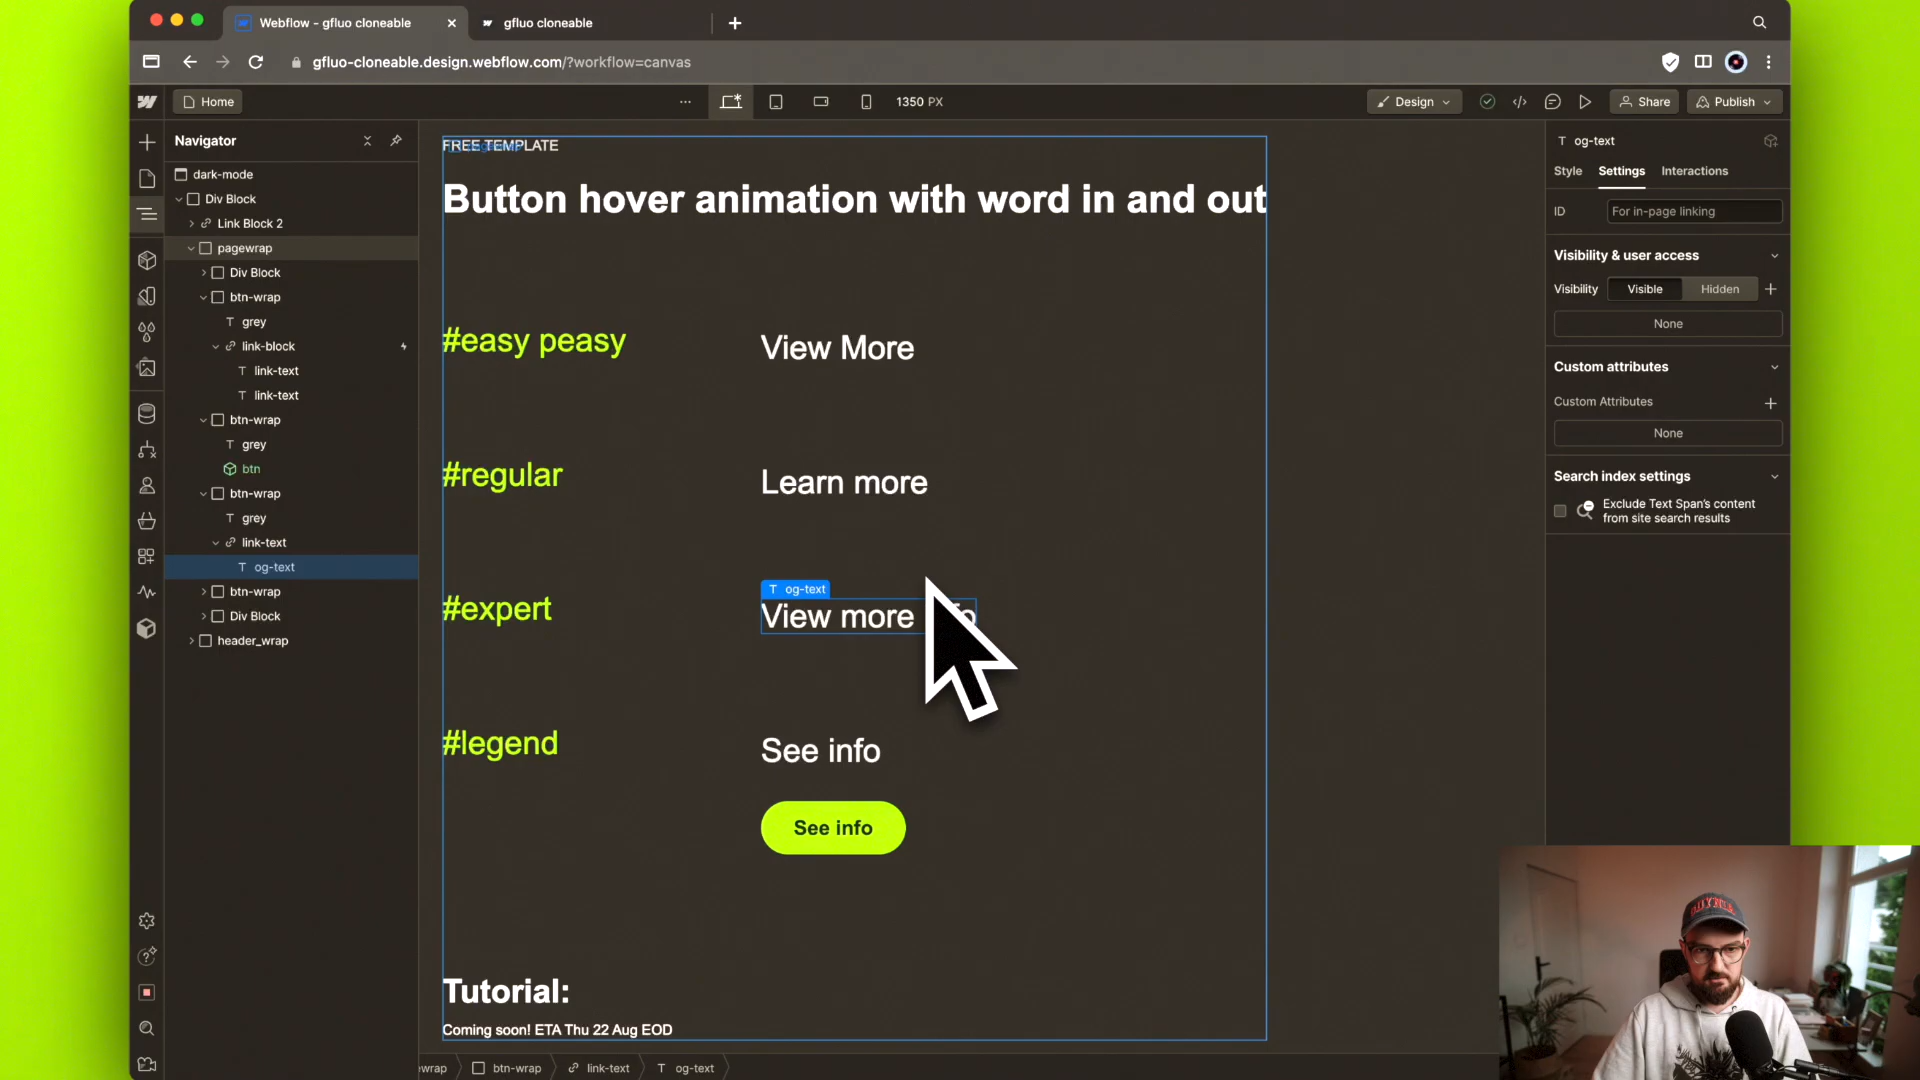 Webflow - gfluo cloneable
gfluo cloneable
gfluo-cloneable.design.webflow.com/?workflow=canvas
Home
1350 PX
Design
Share
Publish
Navigator
dark-mode
Div Block
Link Block 2
pagewrap
Div Block
btn-wrap
grey
link-block
link-text
link-text
btn-wrap
grey
btn
btn-wrap
grey
link-text
og-text
btn-wrap
Div Block
header_wrap
FREE TEMPLATE
Button hover animation with word in and out
#easy peasy
View More
#regular
Learn more
og-text
#expert
View more
#legend
See info
See info
Tutorial:
Coming soon! ETA Thu 22 Aug EOD
btn-wrap
link-text
og-text
og-text
Style
Settings
Interactions
ID
For in-page linking
Visibility & user access
Visibility
Visible
Hidden
None
Custom attributes
Custom Attributes
None
Search index settings
Exclude Text Span's content
from site search results